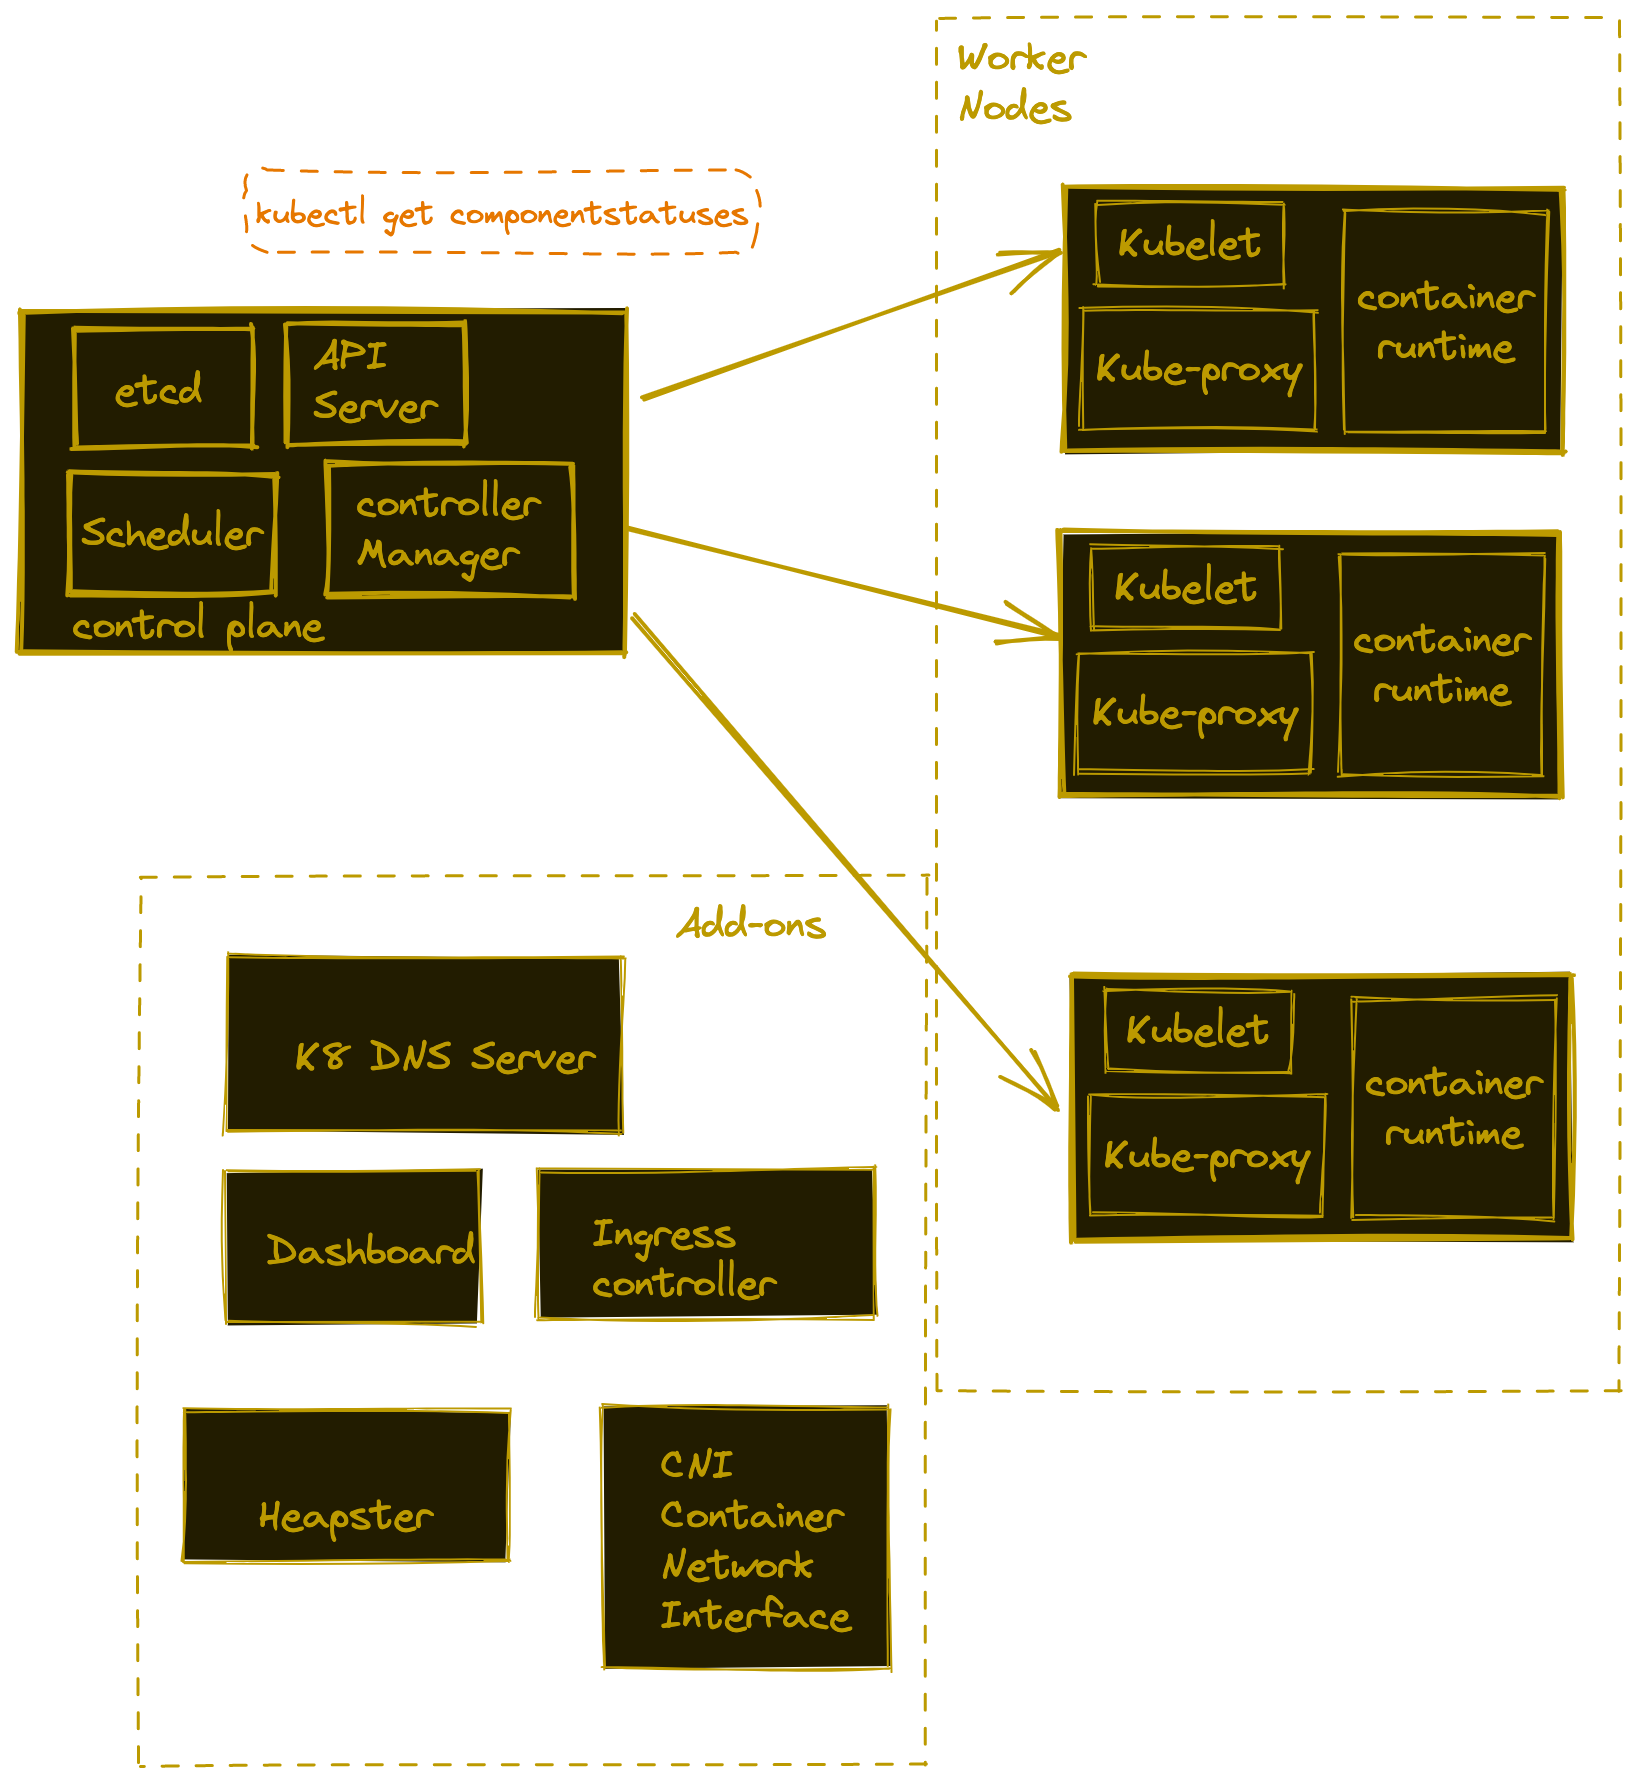 Worker
Nodes
kubectl get componentstatuses
etcd
API
Server
Scheduler
controller
Manager
control plane
Kubelet
Kube-proxy
container
runtime
Kubelet
Kube-proxy
container
runtime
Kubelet
Kube-proxy
container
runtime
Add-ons
K8 DNS Server
Dashboard
Ingress
controller
Heapster
CNI
Container
Network
Interface